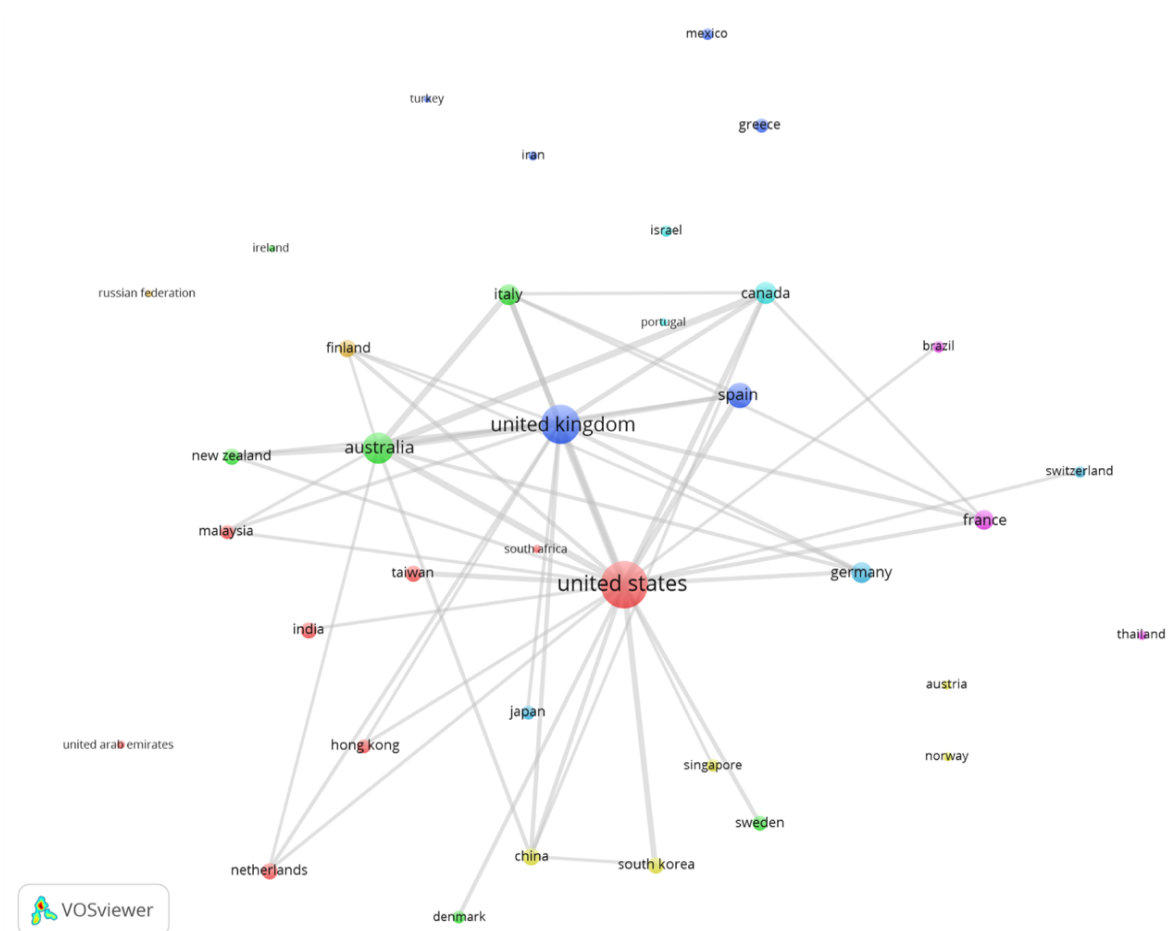 mexico
turkey
greece
iran
israel
ireland
russian federation
italy
canada
portugal
finland
brazil
spain
united kingdom
australia
new zealand
switzerland
malaysia
france
south africa
taiwan
germany
united states
india
thailand
austria
japan
united arab emirates
hong kong
norway
singapore
sweden
china
south korea
netherlands
VOSviewer
denmark